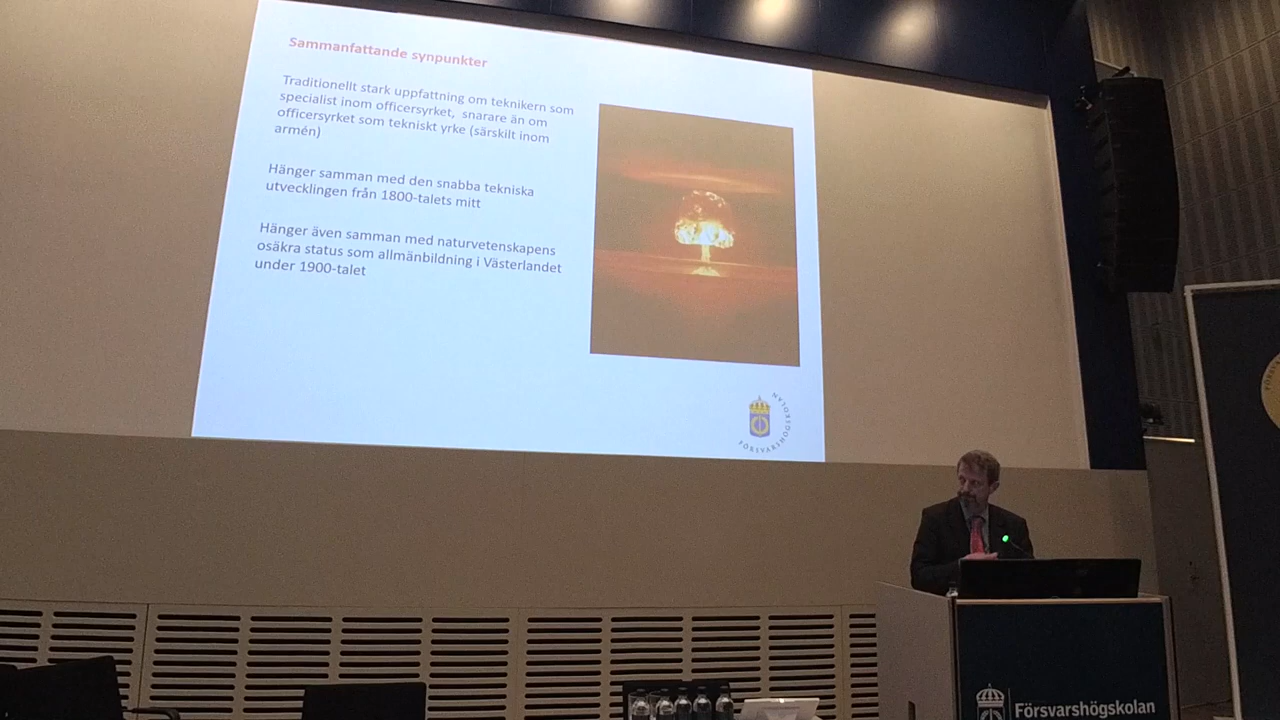 Sammanfattande synpunkter
Traditionellt stark uppfattning om teknikern som
specialist inom officersyrket, snarare än om
officersyrket som tekniskt yrke (särskilt inom
armén)
Hänger samman med den snabba tekniska
utvecklingen från 1800-talets mitt
Hänger även samman med naturvetenskapens
osäkra status som allmänbildning i Västerlandet
under 1900-talet
FÖRSVARSHÖGSKOLAN
Försvarshögskolan